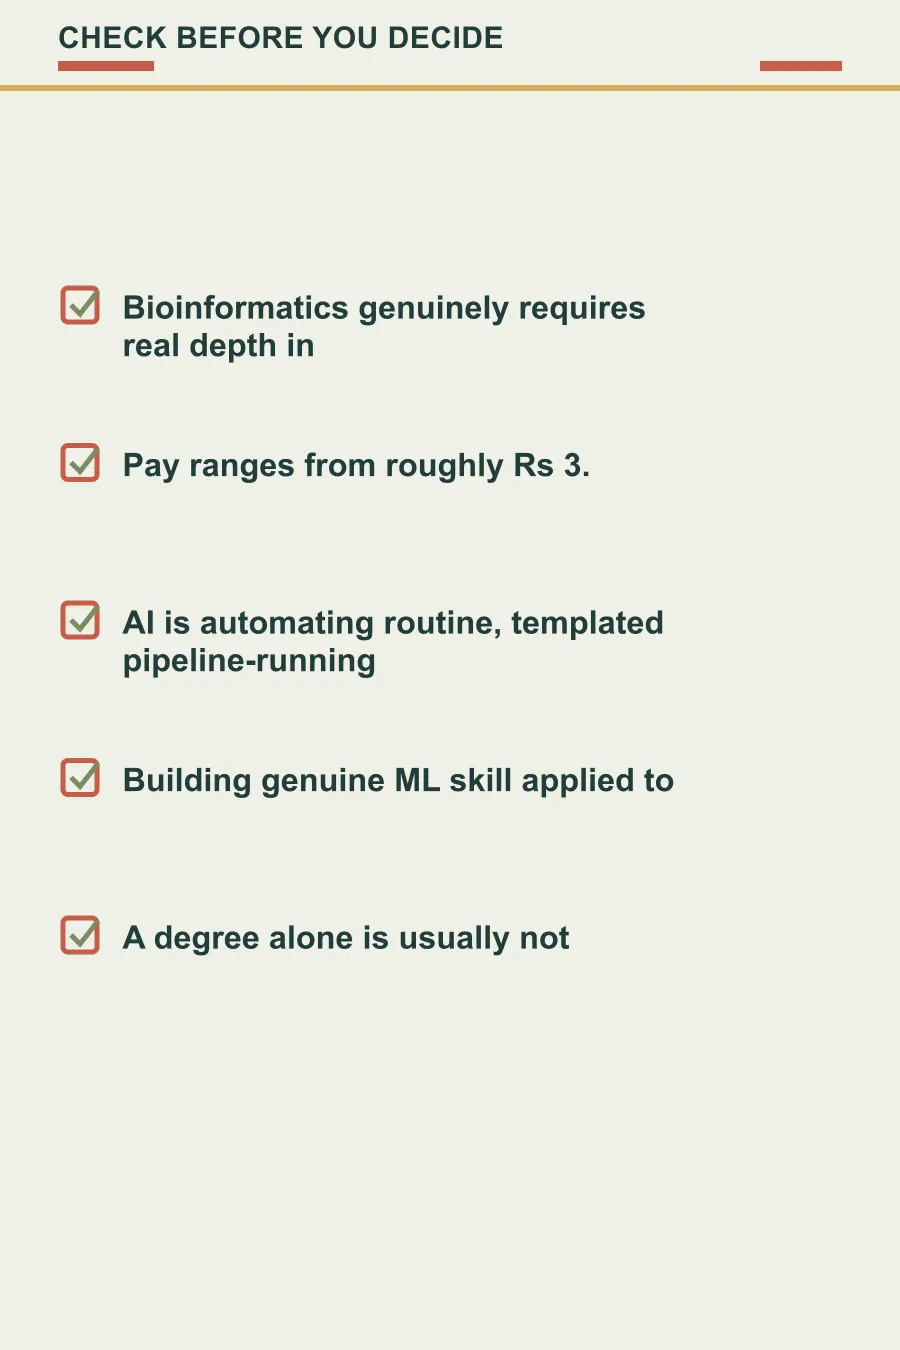 CHECK BEFORE YOU DECIDE
Bioinformatics genuinely requires
real depth in
Pay ranges from roughly Rs 3.
AI is automating routine, templated
pipeline-running
Building genuine ML skill applied to
A degree alone is usually not